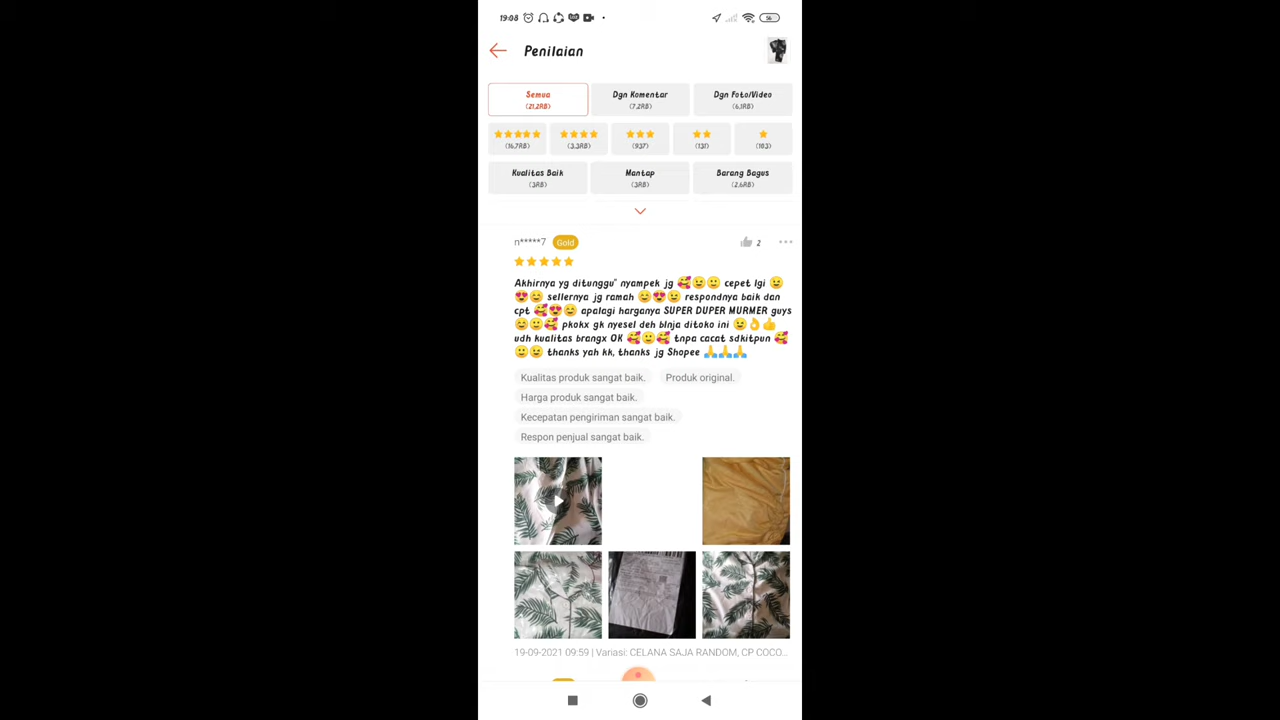 19:08
56
Penilaian
Semua
(21,2RB)
Dgn Komentar
(7,2RB)
Dgn Foto/Video
(6,1RB)
(16,7RB)
(3,3RB)
(937)
(131)
(103)
Kualitas Baik
(3RB)
Mantap
(3RB)
Barang Bagus
(2,6RB)
n*****7 Gold
2
Akhirnya yg ditunggu" nyampek jg 🥰😉🙂 cepet lgi 😉
😍😊 sellernya jg ramah 😊😍😉 respondnya baik dan
cpt 🥰😍😊 apalagi harganya SUPER DUPER MURMER guys
😊🙂🥰 pkokx gk nyesel deh blnja ditoko ini 😉👌👍
udh kualitas brangx OK 🥰🙂🥰 tnpa cacat sdkitpun 🥰
🙂😉 thanks yah kk, thanks jg Shopee 🙏🙏🙏
Kualitas produk sangat baik.
Produk original.
Harga produk sangat baik.
Kecepatan pengiriman sangat baik.
Respon penjual sangat baik.
19-09-2021 09:59 | Variasi: CELANA SAJA RANDOM, CP COCO...